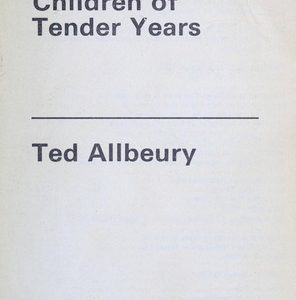 Children of
Tender Years
Ted Allbeury